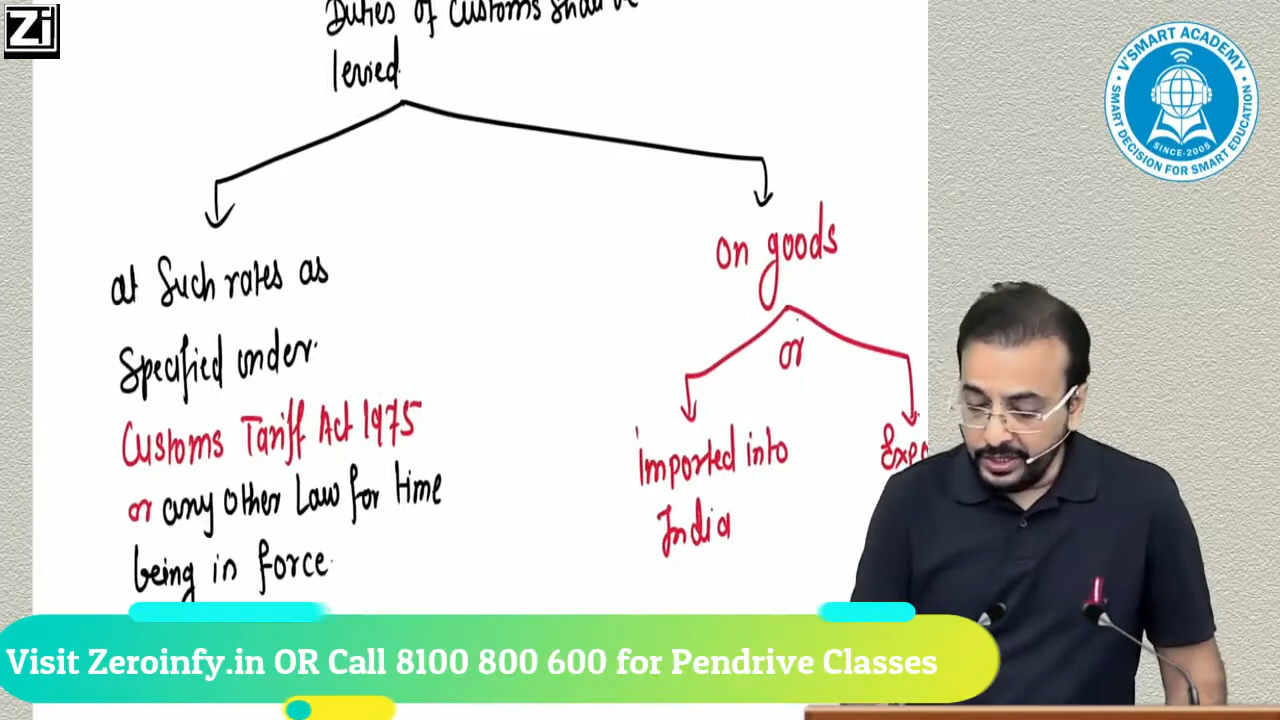 Zi
Duties of Customs shall be
levied
V'SMART ACADEMY
SINCE-2005
SMART DECISION FOR SMART EDUCATION
at such rates as
Specified under
Customs Tariff Act 1975
or any other Law for time
being in force
on goods
or
imported into
India
Expo
Visit Zeroinfy.in OR Call 8100 800 600 for Pendrive Classes